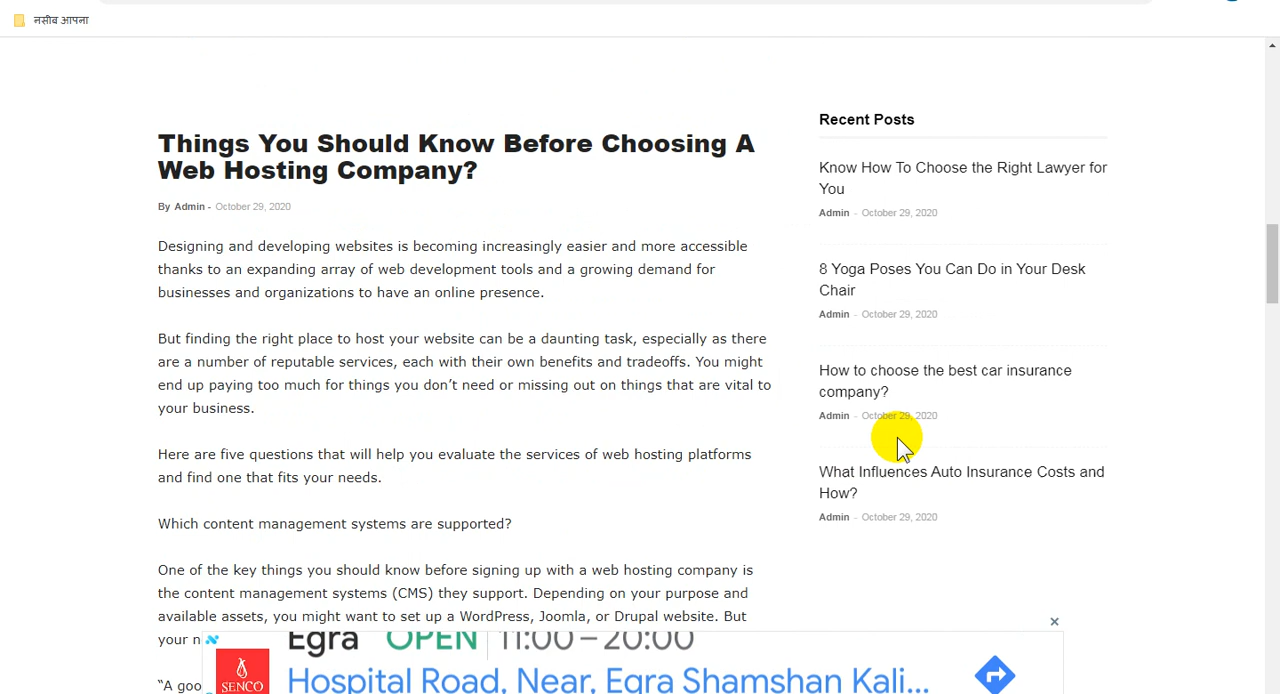 नसीब आपना
Things You Should Know Before Choosing A
Web Hosting Company?
By Admin - October 29, 2020
Designing and developing websites is becoming increasingly easier and more accessible
thanks to an expanding array of web development tools and a growing demand for
businesses and organizations to have an online presence.
But finding the right place to host your website can be a daunting task, especially as there
are a number of reputable services, each with their own benefits and tradeoffs. You might
end up paying too much for things you don’t need or missing out on things that are vital to
your business.
Here are five questions that will help you evaluate the services of web hosting platforms
and find one that fits your needs.
Which content management systems are supported?
One of the key things you should know before signing up with a web hosting company is
the content management systems (CMS) they support. Depending on your purpose and
available assets, you might want to set up a WordPress, Joomla, or Drupal website. But
your n
“A goo
Recent Posts
Know How To Choose the Right Lawyer for
You
Admin - October 29, 2020
8 Yoga Poses You Can Do in Your Desk
Chair
Admin - October 29, 2020
How to choose the best car insurance
company?
Admin - October 29, 2020
What Influences Auto Insurance Costs and
How?
Admin - October 29, 2020
Egra OPEN 11:00 – 20:00
SENCO
Hospital Road, Near, Egra Shamshan Kali...